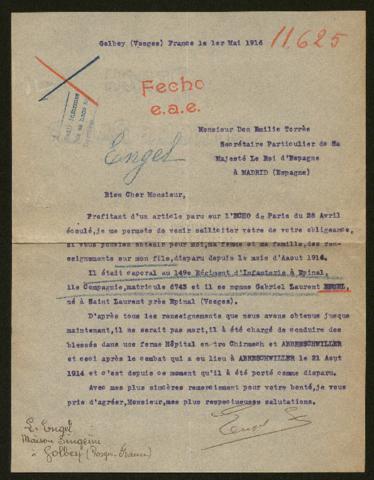 Golbey (Vosges) France le 1er Mai 1916
11.625
Fecho
e.a.e.
Engel
Monsieur Don Emilio Torrès
Secrétaire Particulier de Sa
Majesté Le Roi d'Espagne
à MADRID (Espagne)
Bien Cher Monsieur,
Profitant d'un article paru sur L'ECHO de Paris du 28 Avril
écoulé, je me permets de venir solliciter votre de votre obligeance,
si vous pouviez obtenir pour moi, ma femme et ma famille, des ren-
seignements sur mon fils, disparu depuis le mois d'Aaout 1914.
Il était caporal au 149e Régiment d'Infanterie à Epinal,
11e Compagnie, matricule 6743 et il se nomme Gabriel Laurent ENGEL,
né à Saint Laurent près Epinal (Vosges).
D'après tous les renseignements que nous avons obtenus jusque
maintenant, il ne serait pas mort, il à été chargé de conduire des
blessés dans une ferme Hôpital entre Chirmech et ABRESCHWILLER
et ceci après le combat qui a eu lieu à ABRESCHWILLER le 21 Aout
1914 et c'est depuis ce moment qu'il à été porté comme disparu.
Avec mes plus sincères remerciement pour votre bonté, je vous
pris d'agréer, Monsieur, mes plus respectueuses salutations.
Engel
L. Engel
Maison
à Golbey (Vosges-France)